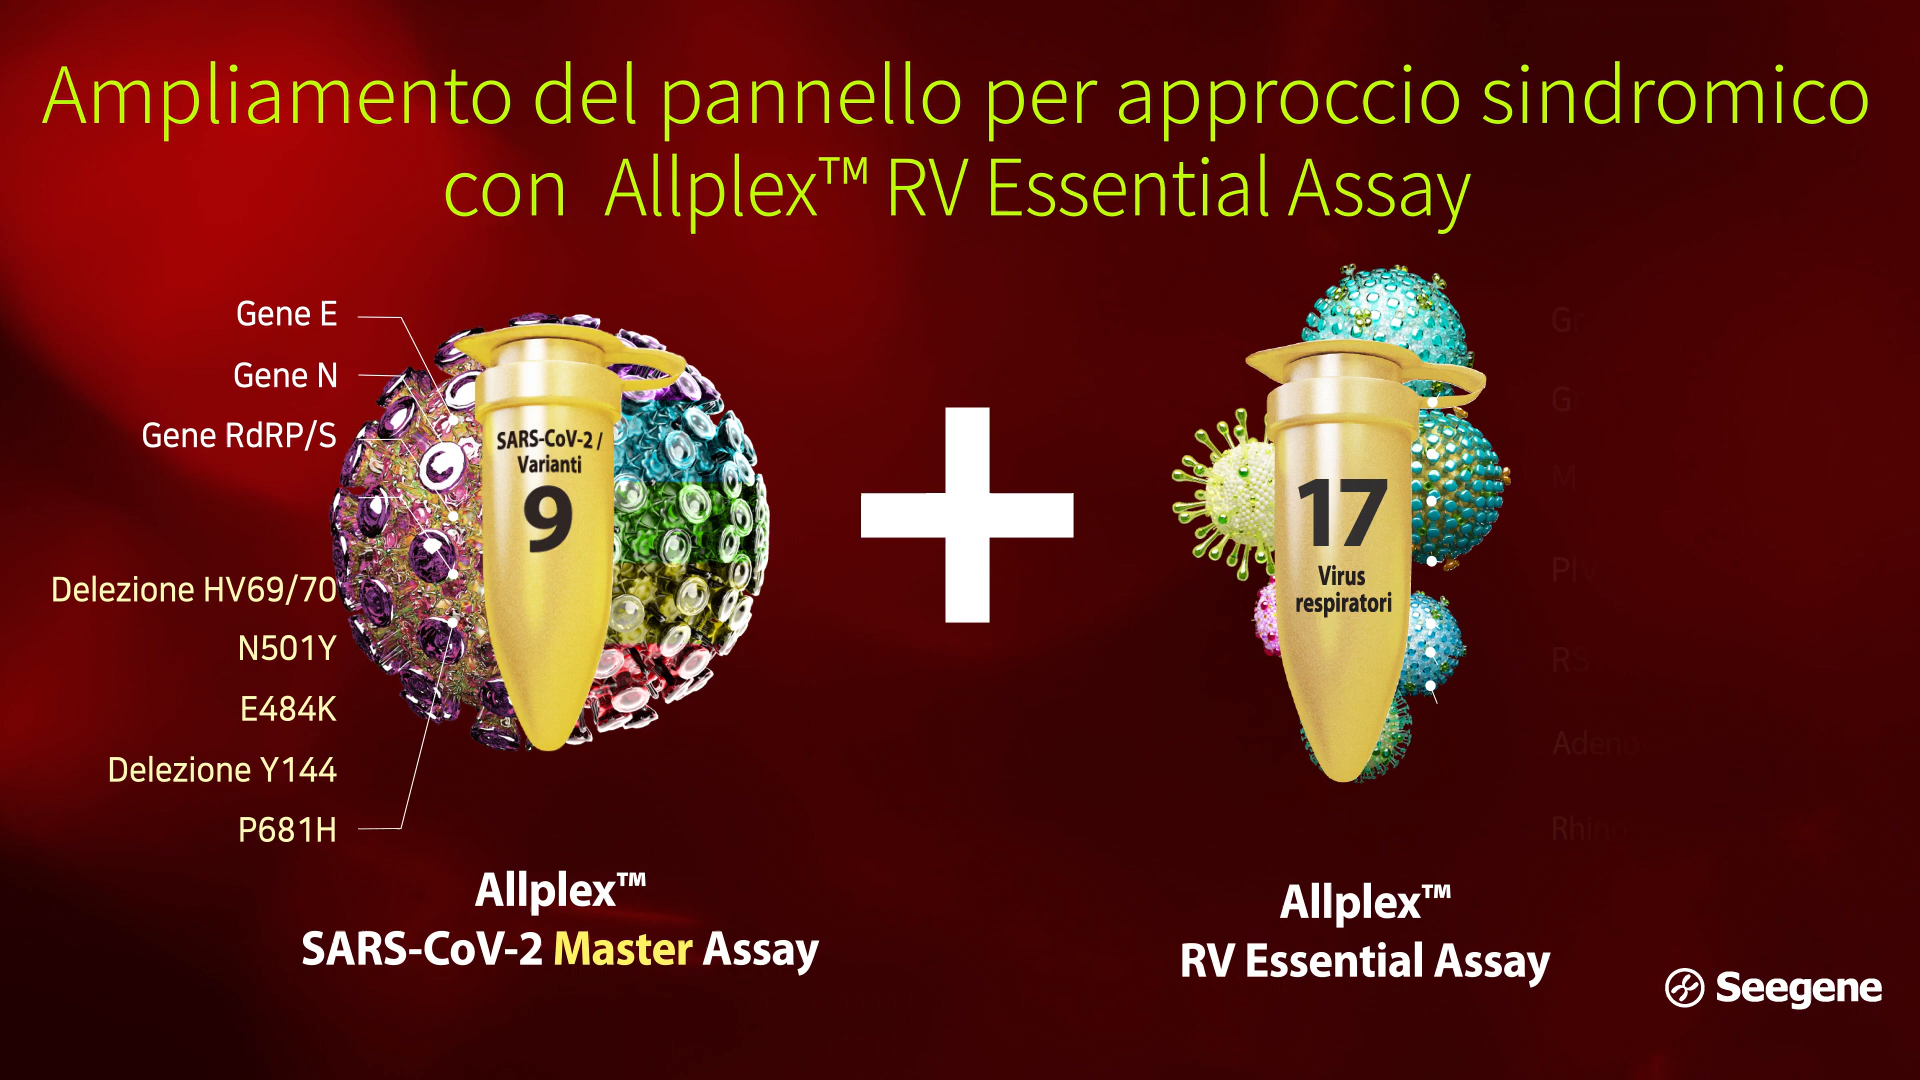 Ampliamento del pannello per approccio sindromico
con Allplex™ RV Essential Assay
Gene E
Gene N
Gene RdRP/S
Delezione HV69/70
N501Y
E484K
Delezione Y144
P681H
SARS-CoV-2 /
Varianti
9
Allplex™
SARS-CoV-2 Master Assay
17
Virus
respiratori
Allplex™
RV Essential Assay
Seegene